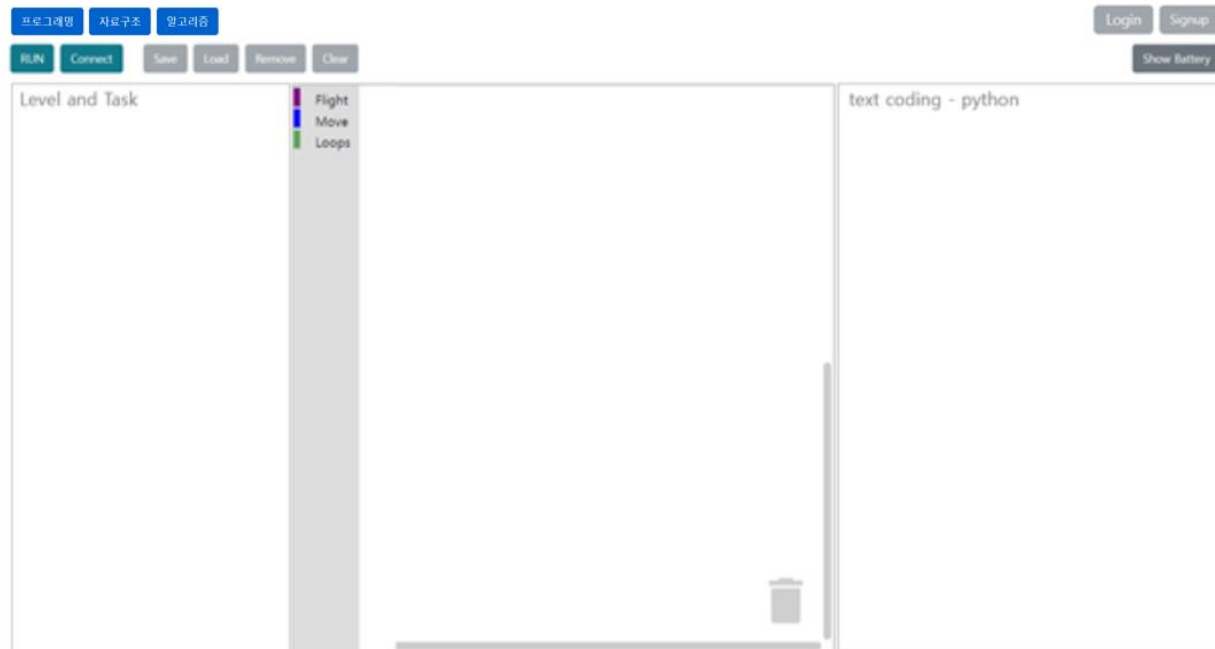 프로그래명 자료구조 알고리즘 Login Signup
RUN Connect Save Load Remove Clear Show Battery
Level and Task
Flight
Move
Loops
text coding - python